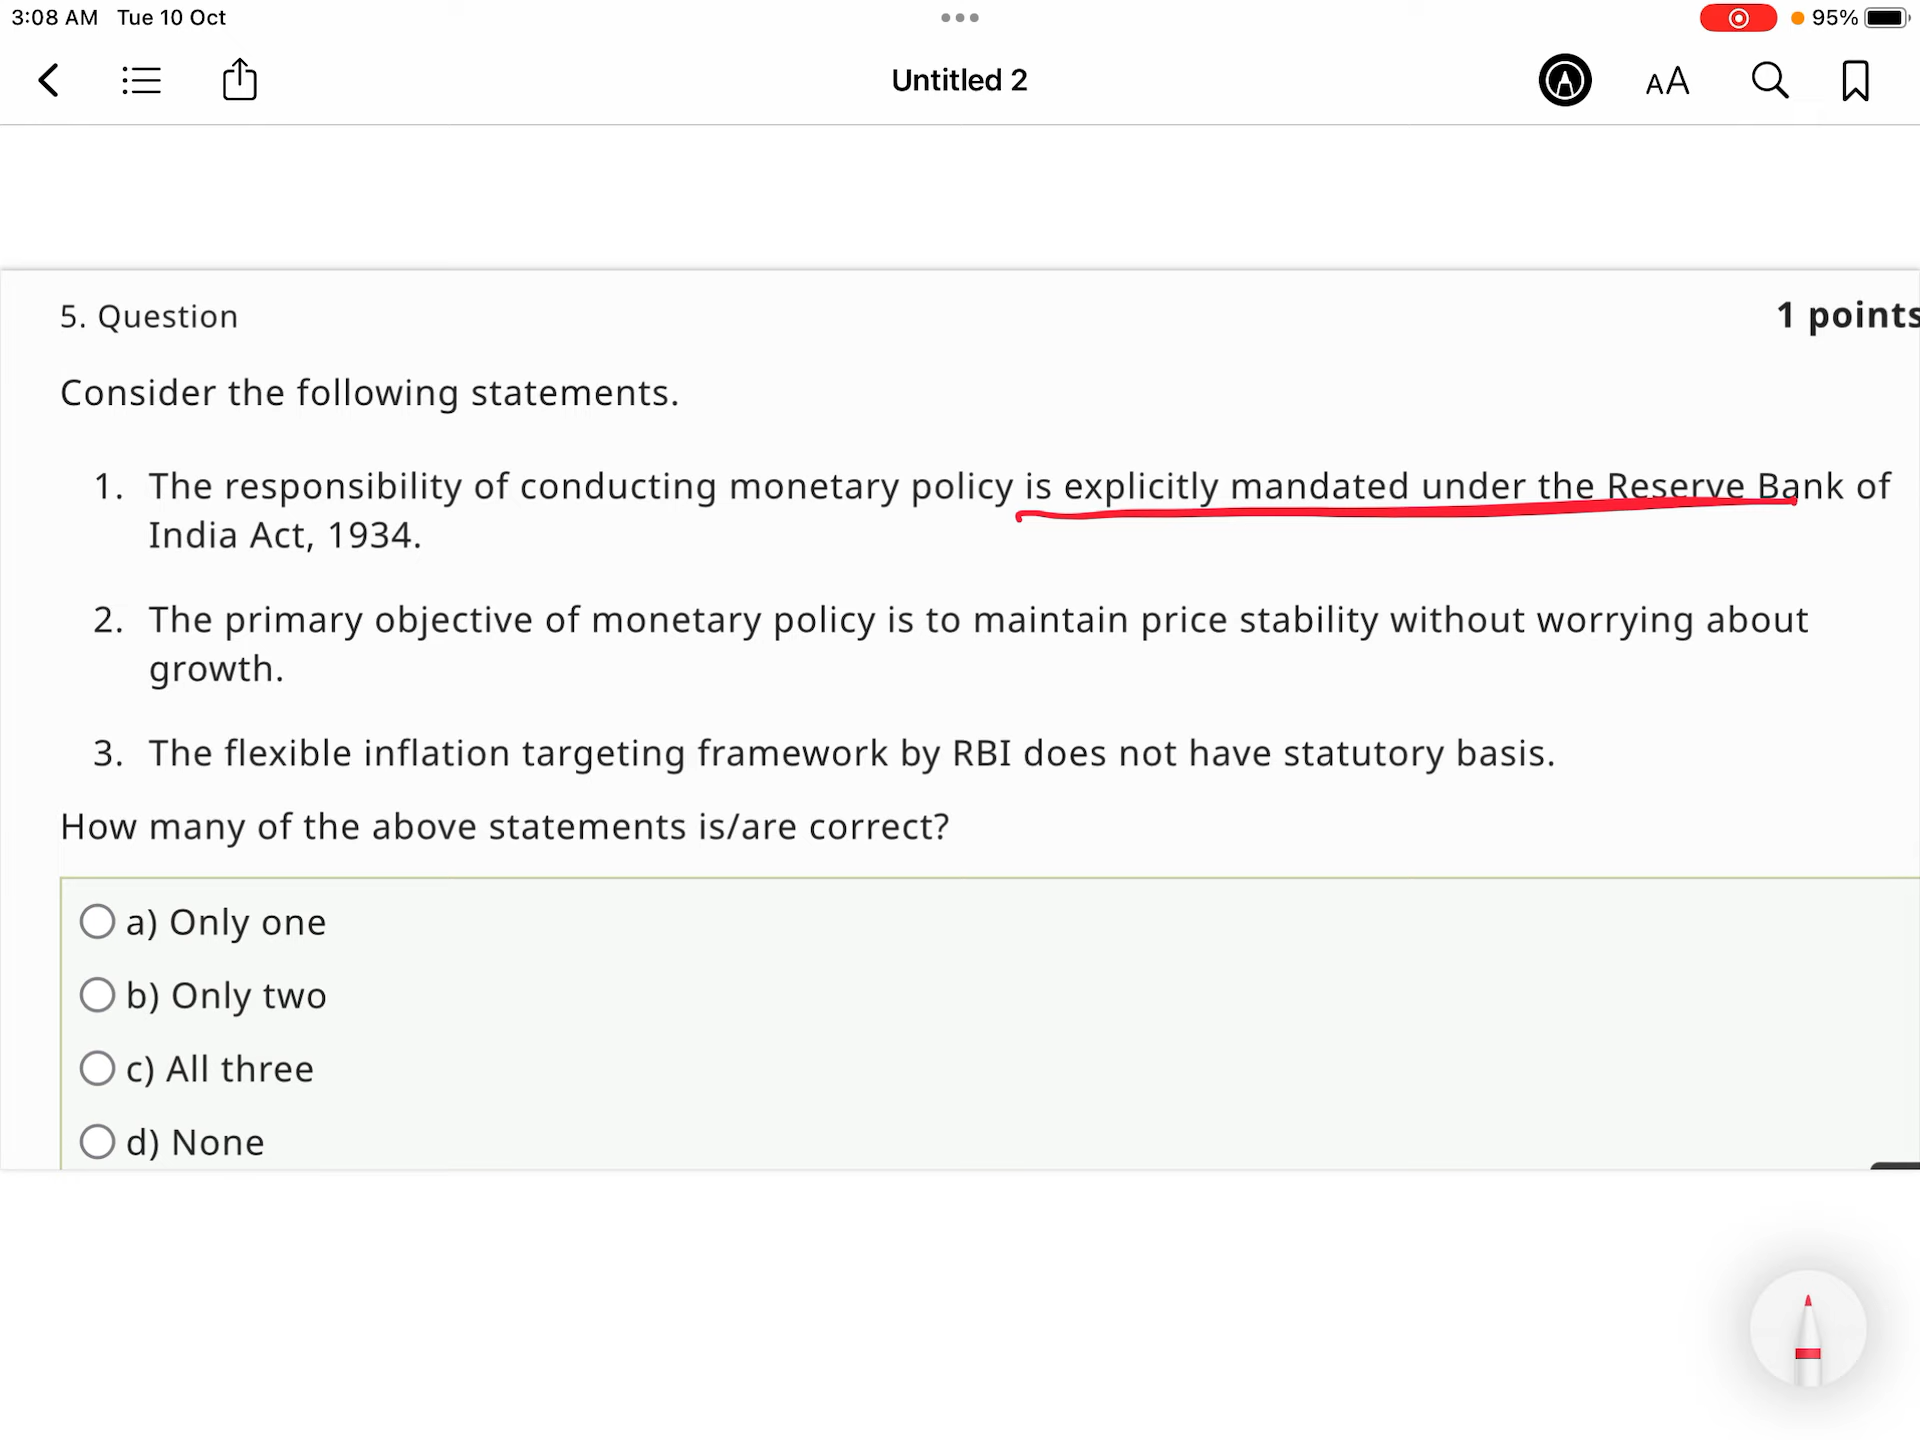 3:08 AM Tue 10 Oct
95%
Untitled 2
AA
5. Question
1 points
Consider the following statements.
1. The responsibility of conducting monetary policy is explicitly mandated under the Reserve Bank of
India Act, 1934.
2. The primary objective of monetary policy is to maintain price stability without worrying about
growth.
3. The flexible inflation targeting framework by RBI does not have statutory basis.
How many of the above statements is/are correct?
a) Only one
b) Only two
c) All three
d) None